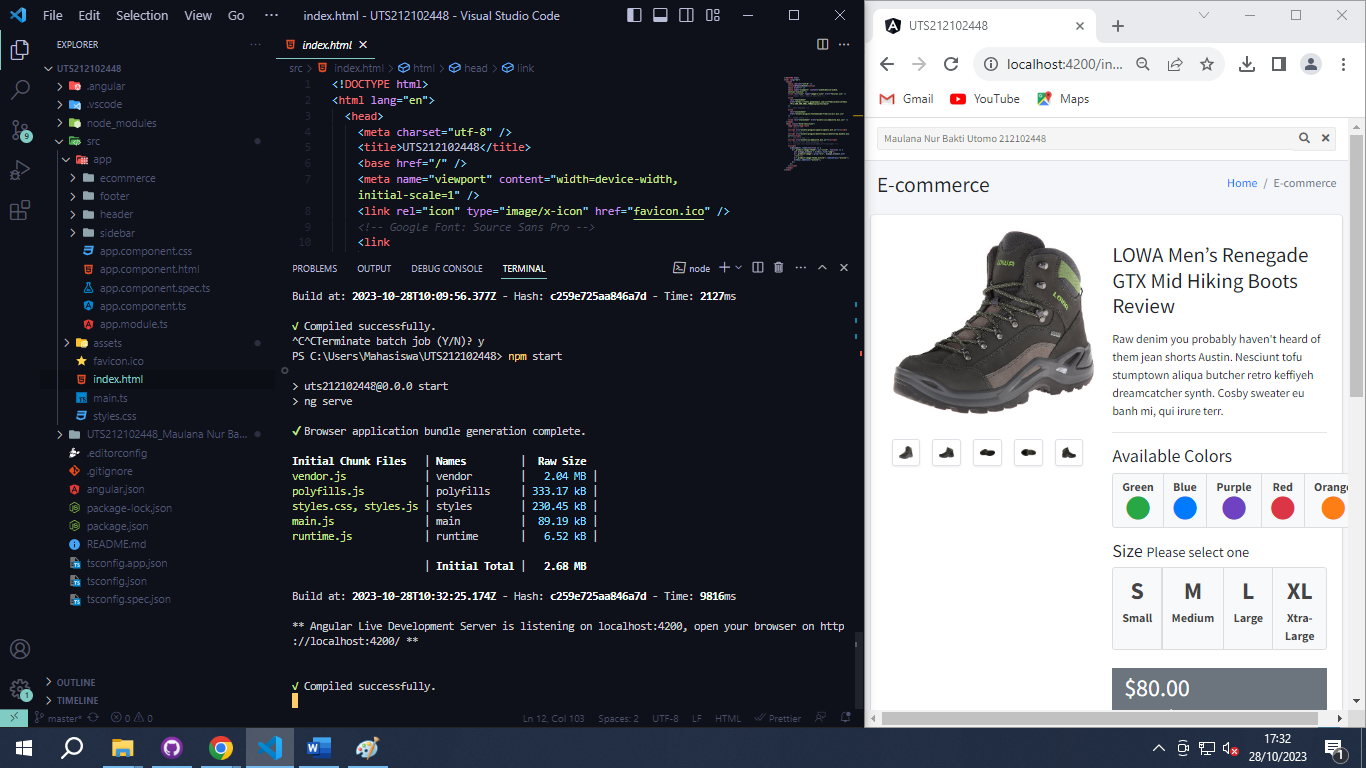 File Edit Selection View Go ··· index.html - UTS212102448 - Visual Studio Code
EXPLORER ···
UTS212102448
.angular
.vscode
node_modules
src
app
ecommerce
footer
header
sidebar
app.component.css
app.component.html
app.component.spec.ts
app.component.ts
app.module.ts
assets
favicon.ico
index.html
main.ts
styles.css
UTS212102448_Maulana Nur Ba...
.editorconfig
.gitignore
angular.json
package-lock.json
package.json
README.md
tsconfig.app.json
tsconfig.json
tsconfig.spec.json
OUTLINE
TIMELINE
9
1
index.html
src > index.html > html > head > link
1 <!DOCTYPE html>
2 <html lang="en">
3 <head>
4 <meta charset="utf-8" />
5 <title>UTS212102448</title>
6 <base href="/" />
7 <meta name="viewport" content="width=device-width,
initial-scale=1" />
8 <link rel="icon" type="image/x-icon" href="favicon.ico" />
9 <!-- Google Font: Source Sans Pro -->
10 <link
PROBLEMS OUTPUT DEBUG CONSOLE TERMINAL node
Build at: 2023-10-28T10:09:56.377Z - Hash: c259e725aa846a7d - Time: 2127ms
√ Compiled successfully.
^C^CTerminate batch job (Y/N)? y
PS C:\Users\Mahasiswa\UTS212102448> npm start
> uts212102448@0.0.0 start
> ng serve
√ Browser application bundle generation complete.
Initial Chunk Files | Names | Raw Size
vendor.js | vendor | 2.04 MB |
polyfills.js | polyfills | 333.17 kB |
styles.css, styles.js | styles | 230.45 kB |
main.js | main | 89.19 kB |
runtime.js | runtime | 6.52 kB |
| Initial Total | 2.68 MB
Build at: 2023-10-28T10:32:25.174Z - Hash: c259e725aa846a7d - Time: 9816ms
** Angular Live Development Server is listening on localhost:4200, open your browser on http
://localhost:4200/ **
√ Compiled successfully.
master* 0 0 Ln 12, Col 103 Spaces: 2 UTF-8 LF HTML Prettier
UTS212102448
localhost:4200/in...
Gmail YouTube Maps
Maulana Nur Bakti Utomo 212102448
E-commerce
Home / E-commerce
LOWA
LOWA
LOWA Men's Renegade
GTX Mid Hiking Boots
Review
Raw denim you probably haven't heard of
them jean shorts Austin. Nesciunt tofu
stumptown aliqua butcher retro keffiyeh
dreamcatcher synth. Cosby sweater eu
banh mi, qui irure terr.
Available Colors
Green Blue Purple Red Orange
Size Please select one
S M L XL
Small Medium Large Xtra-
Large
$80.00
17:32
28/10/2023
1